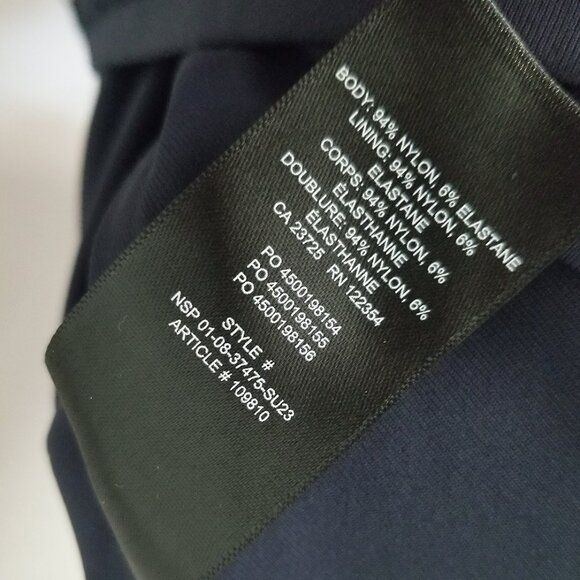 BODY: 94% NYLON, 6% ELASTANE
LINING: 94% NYLON, 6%
ELASTANE
CORPS: 94% NYLON, 6%
ÉLASTHANNE
DOUBLURE: 94% NYLON, 6%
ÉLASTHANNE
CA 23725 RN 122354
PO 4500198154
PO 4500198155
PO 4500198156
STYLE #
NSP 01-08-37475-SU23
ARTICLE # 109810